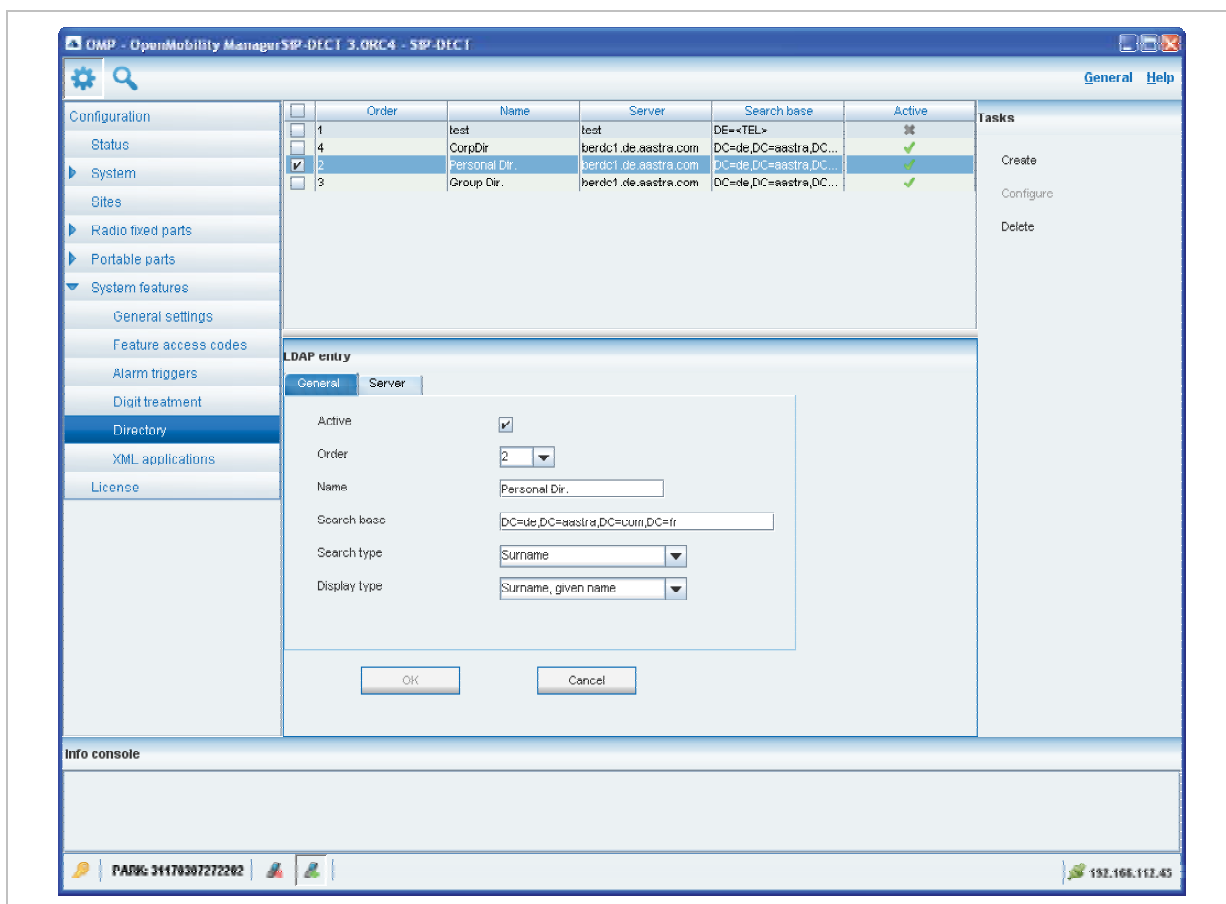 OMP - OpenMobility Manager SIP-DECT 3.0RC4 - SIP-DECT
General Help
Configuration
Status
System
Sites
Radio fixed parts
Portable parts
System features
General settings
Feature access codes
Alarm triggers
Digit treatment
Directory
XML applications
License
Order Name Server Search base Active
1 test test DE=<TEL>
4 CorpDir berdc1.de.aastra.com DC=de,DC=aastra,DC...
2 Personal Dir. berdc1.de.aastra.com DC=de,DC=aastra,DC...
3 Group Dir. berdc1.de.aastra.com DC=de,DC=aastra,DC...
Tasks
Create
Configure
Delete
LDAP entry
General Server
Active
Order 2
Name Personal Dir.
Search base DC=de,DC=aastra,DC=com,DC=fr
Search type Surname
Display type Surname, given name
OK Cancel
Info console
PARK: 31170307272202 192.168.112.43